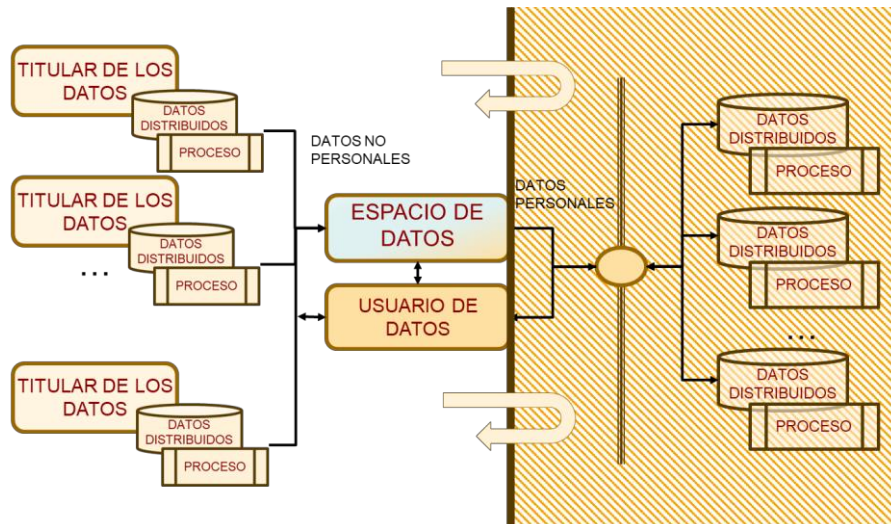 TITULAR DE LOS
DATOS
DATOS
DISTRIBUIDOS
PROCESO
TITULAR DE LOS
DATOS
DATOS
DISTRIBUIDOS
PROCESO
...
TITULAR DE LOS
DATOS
DATOS
DISTRIBUIDOS
PROCESO
DATOS NO
PERSONALES
ESPACIO DE
DATOS
USUARIO DE
DATOS
DATOS
PERSONALES
DATOS
DISTRIBUIDOS
PROCESO
DATOS
DISTRIBUIDOS
PROCESO
...
DATOS
DISTRIBUIDOS
PROCESO